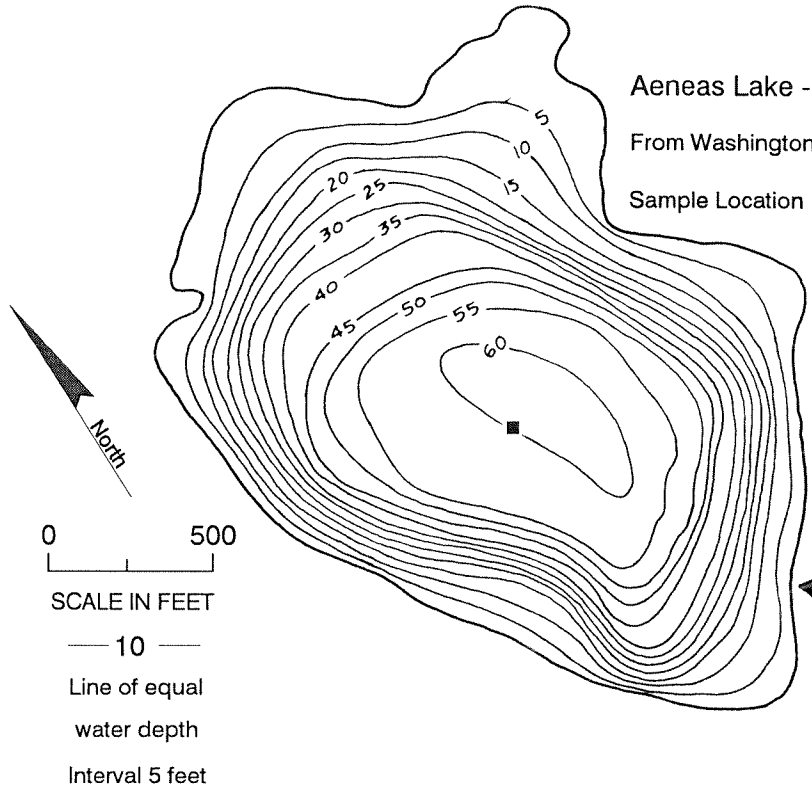 Aeneas Lake -
From Washington
Sample Location
5
10
15
20
25
30
35
40
45
50
55
60
North
0 500
SCALE IN FEET
10
Line of equal
water depth
Interval 5 feet